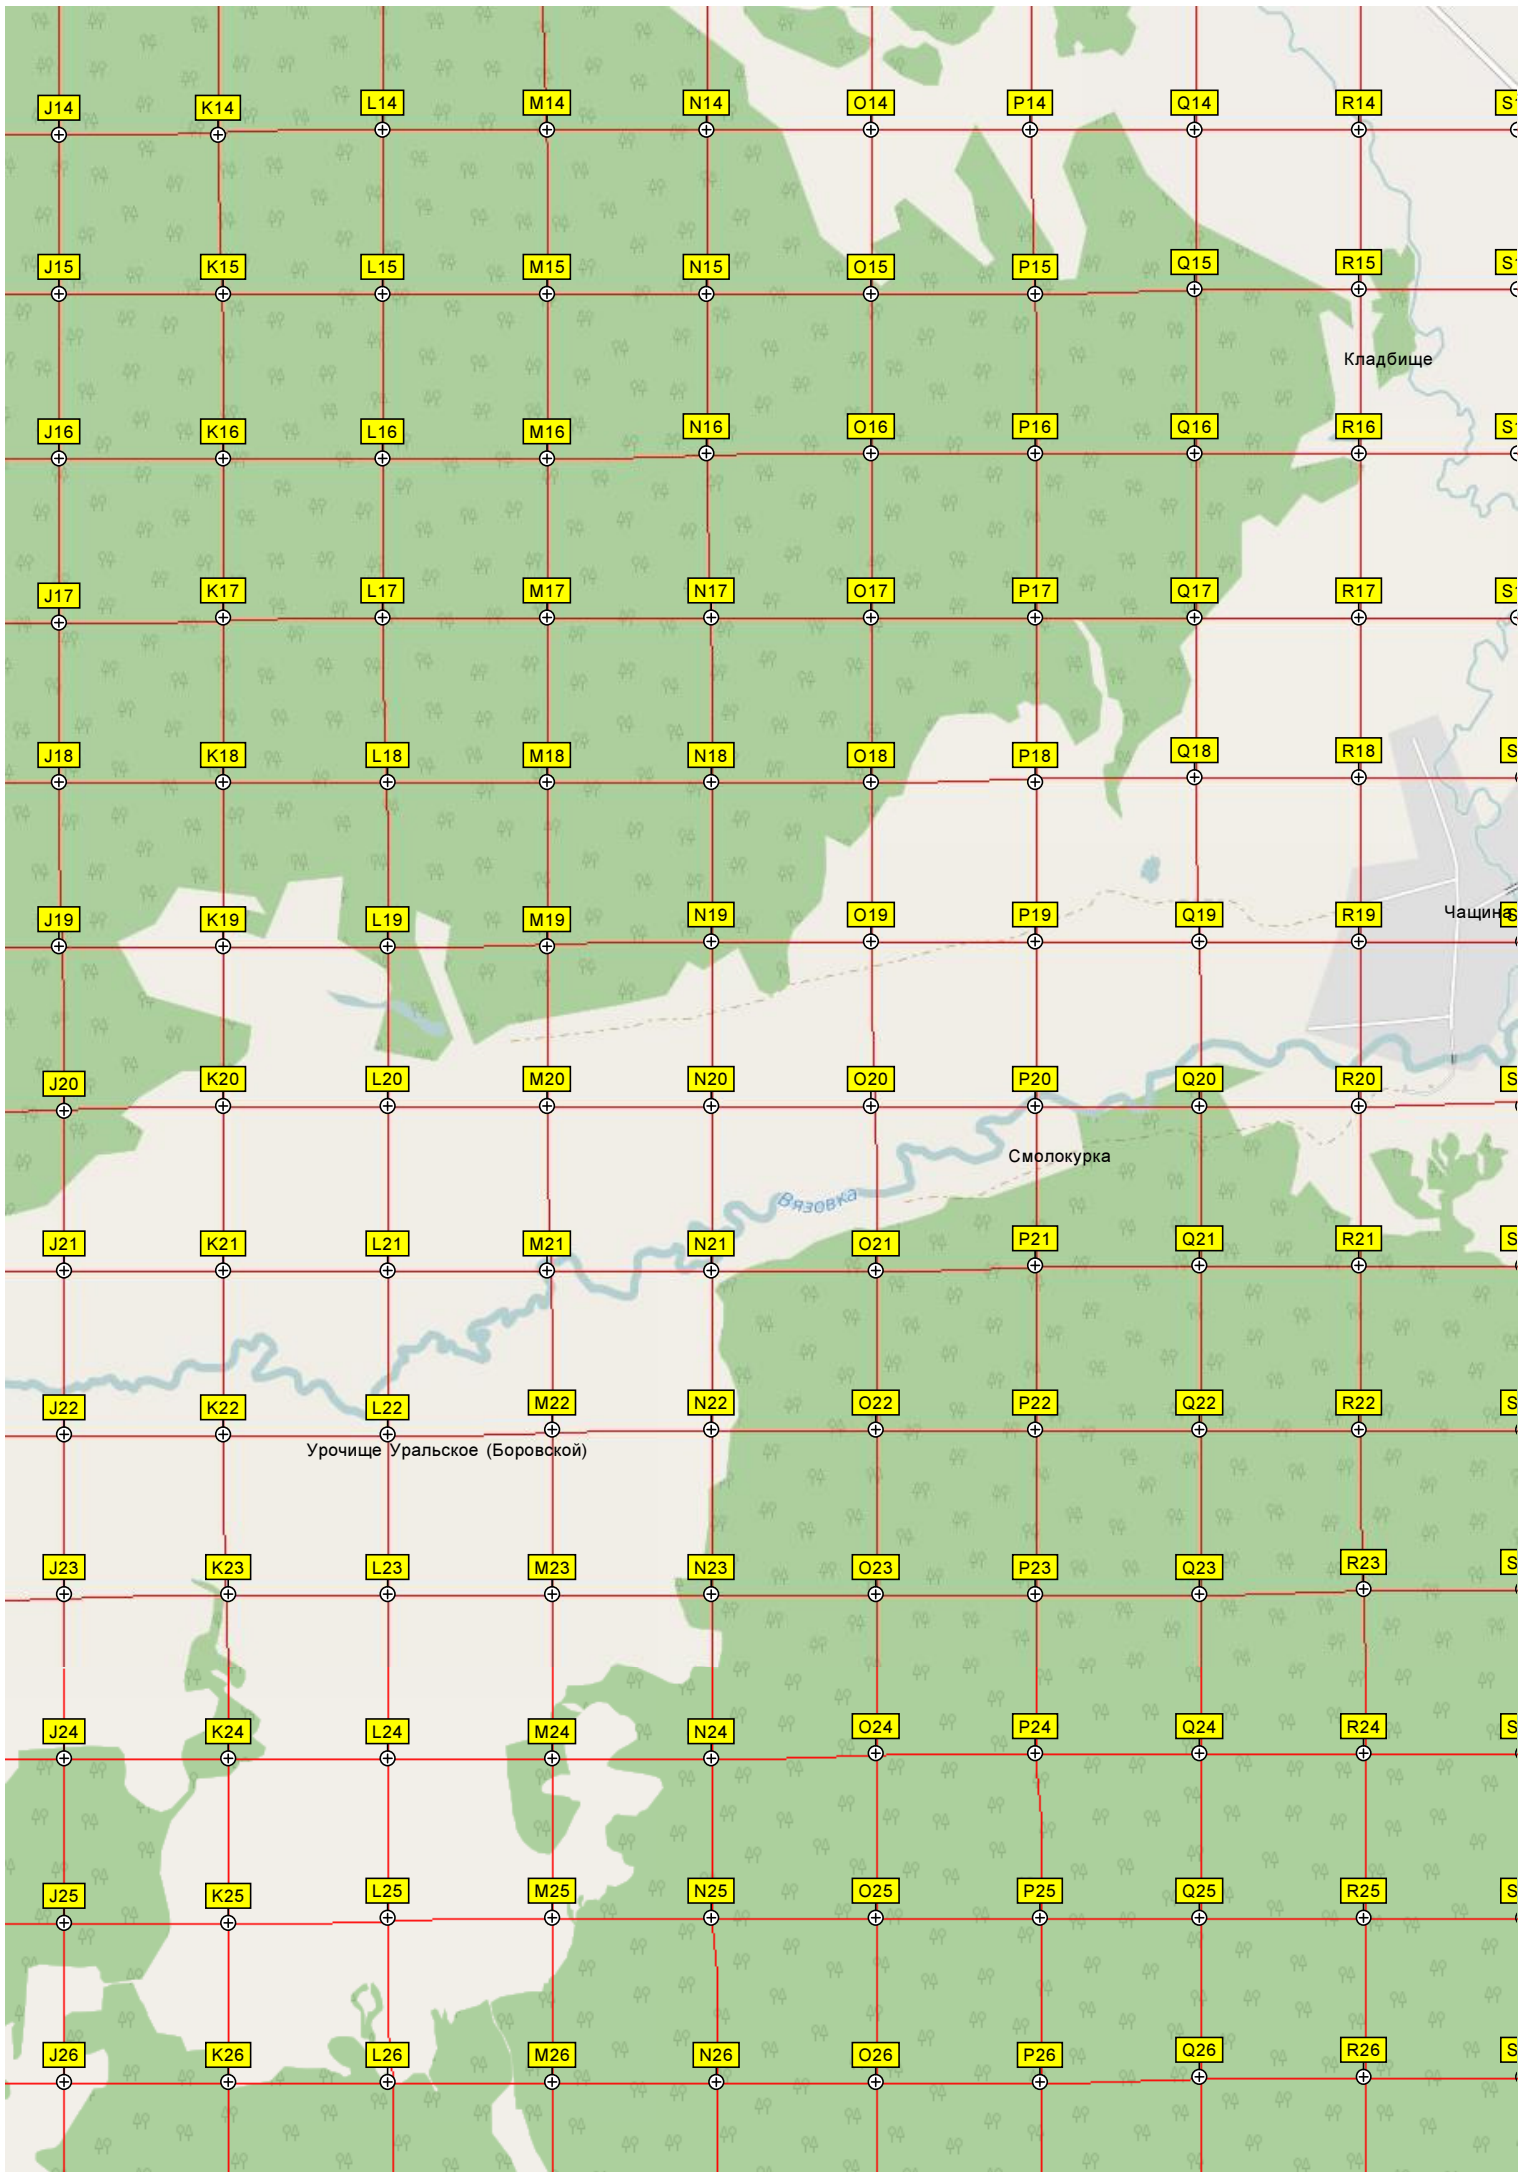 J14 K14 L14 M14 N14 O14 P14 Q14 R14
J15 K15 L15 M15 N15 O15 P15 Q15 R15
Кладбище
J16 K16 L16 M16 N16 O16 P16 Q16 R16
J17 K17 L17 M17 N17 O17 P17 Q17 R17
J18 K18 L18 M18 N18 O18 P18 Q18 R18
J19 K19 L19 M19 N19 O19 P19 Q19 R19 Чащина
J20 K20 L20 M20 N20 O20 P20 Q20 R20
Смолокурка
Вязовка
J21 K21 L21 M21 N21 O21 P21 Q21 R21
J22 K22 L22 M22 N22 O22 P22 Q22 R22
Урочище Уральское (Боровской)
J23 K23 L23 M23 N23 O23 P23 Q23 R23
J24 K24 L24 M24 N24 O24 P24 Q24 R24
J25 K25 L25 M25 N25 O25 P25 Q25 R25
J26 K26 L26 M26 N26 O26 P26 Q26 R26